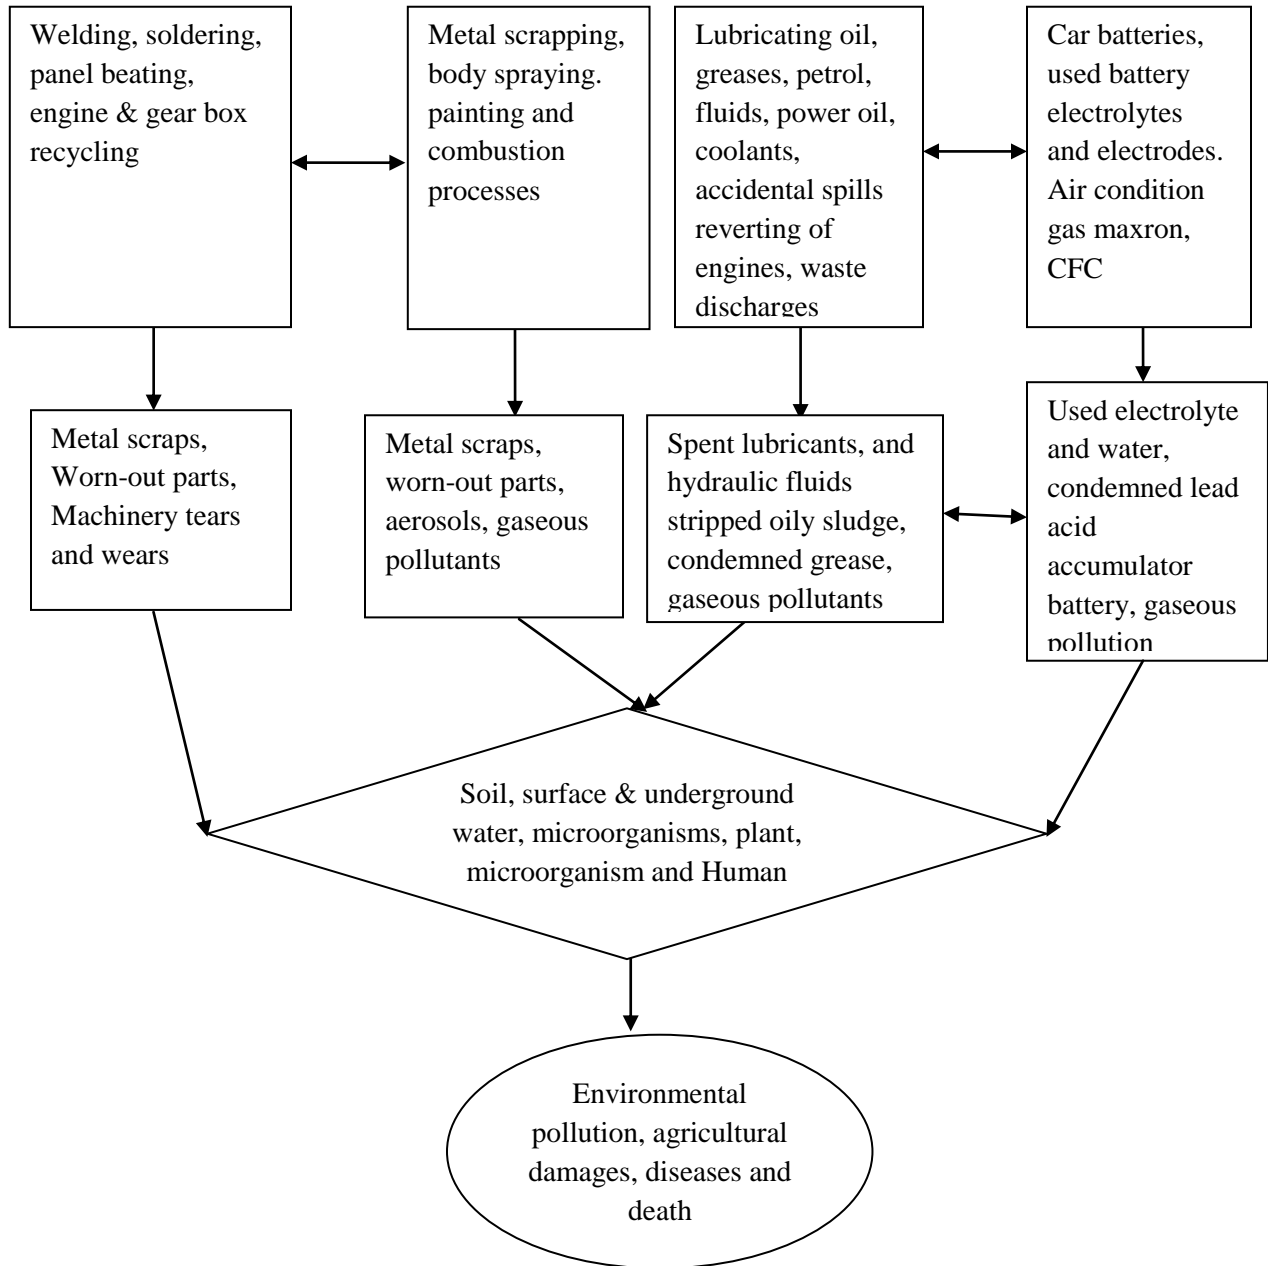 Welding, soldering,
panel beating,
engine & gear box
recycling
Metal scrapping,
body spraying.
painting and
combustion
processes
Lubricating oil,
greases, petrol,
fluids, power oil,
coolants,
accidental spills
reverting of
engines, waste
discharges
Car batteries,
used battery
electrolytes
and electrodes.
Air condition
gas maxron,
CFC
Metal scraps,
Worn-out parts,
Machinery tears
and wears
Metal scraps,
worn-out parts,
aerosols, gaseous
pollutants
Spent lubricants, and
hydraulic fluids
stripped oily sludge,
condemned grease,
gaseous pollutants
Used electrolyte
and water,
condemned lead
acid
accumulator
battery, gaseous
pollution
Soil, surface & underground
water, microorganisms, plant,
microorganism and Human
Environmental
pollution, agricultural
damages, diseases and
death